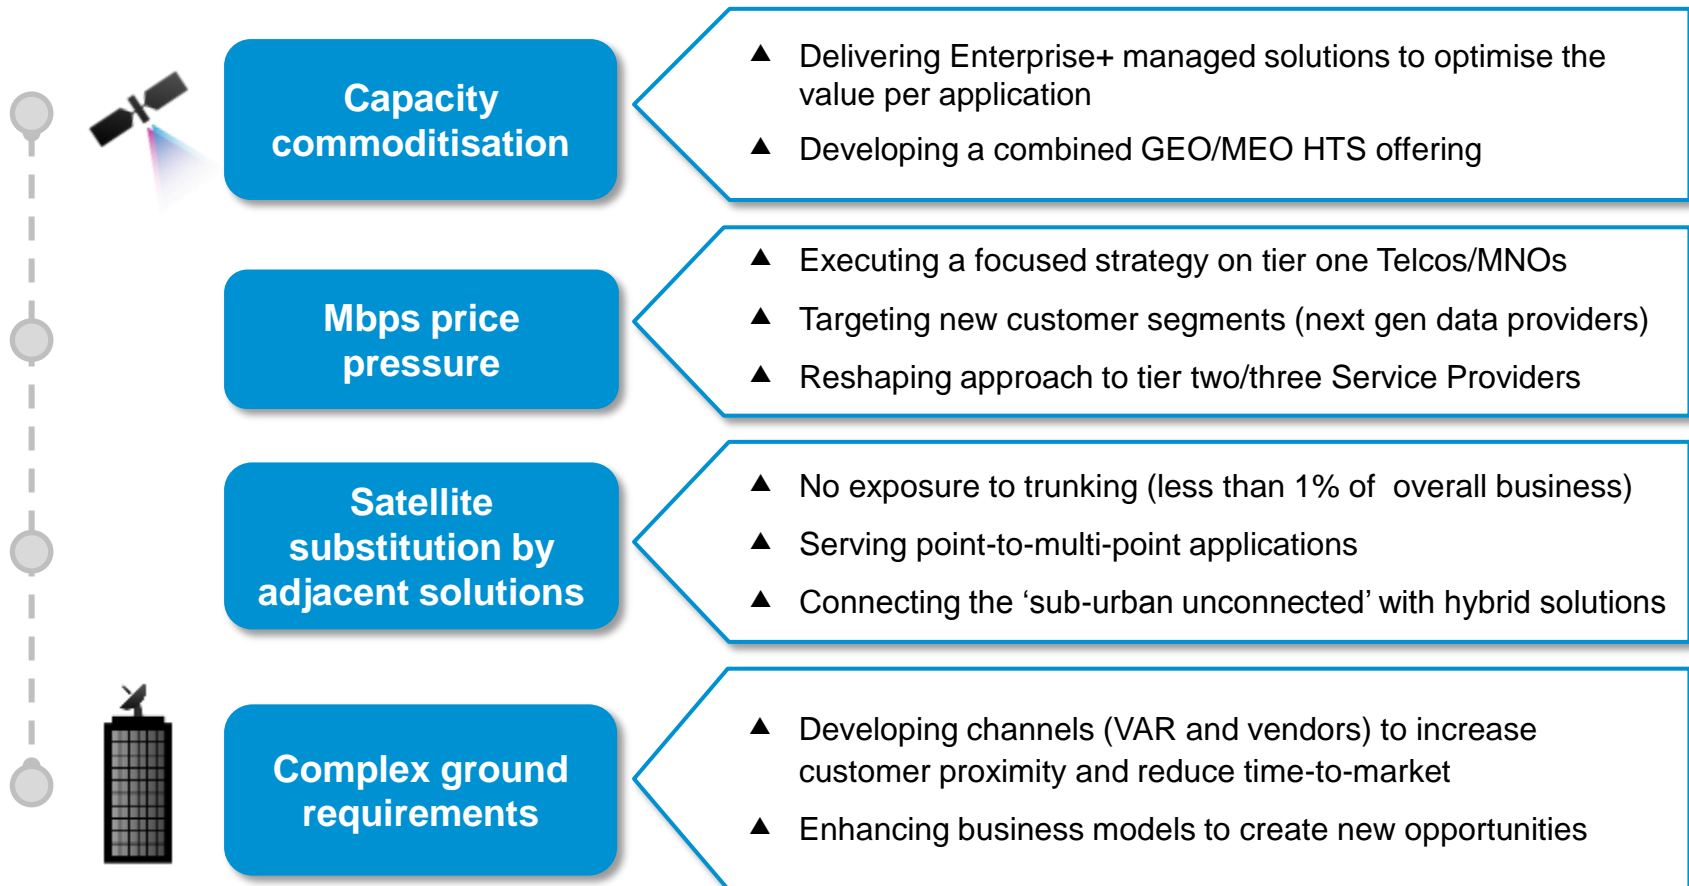 Capacity
commoditisation
▲ Delivering Enterprise+ managed solutions to optimise the
value per application
▲ Developing a combined GEO/MEO HTS offering
Mbps price
pressure
▲ Executing a focused strategy on tier one Telcos/MNOs
▲ Targeting new customer segments (next gen data providers)
▲ Reshaping approach to tier two/three Service Providers
Satellite
substitution by
adjacent solutions
▲ No exposure to trunking (less than 1% of overall business)
▲ Serving point-to-multi-point applications
▲ Connecting the ‘sub-urban unconnected’ with hybrid solutions
Complex ground
requirements
▲ Developing channels (VAR and vendors) to increase
customer proximity and reduce time-to-market
▲ Enhancing business models to create new opportunities